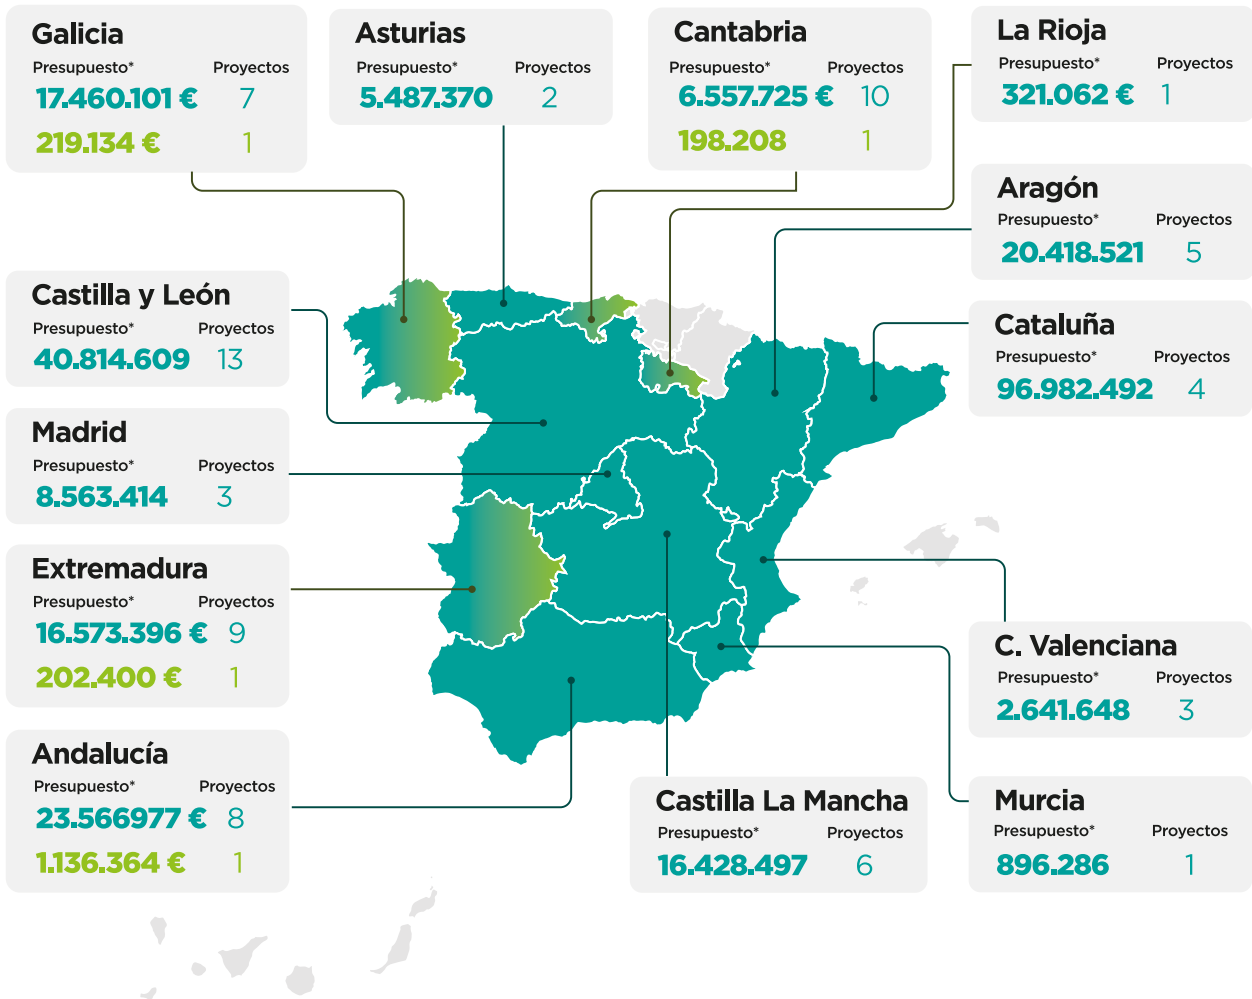 Galicia
Presupuesto* Proyectos
17.460.101 € 7
219.134 € 1
Asturias
Presupuesto* Proyectos
5.487.370 2
Cantabria
Presupuesto* Proyectos
6.557.725 € 10
198.208 1
La Rioja
Presupuesto* Proyectos
321.062 € 1
Aragón
Presupuesto* Proyectos
20.418.521 5
Castilla y León
Presupuesto* Proyectos
40.814.609 13
Cataluña
Presupuesto* Proyectos
96.982.492 4
Madrid
Presupuesto* Proyectos
8.563.414 3
Extremadura
Presupuesto* Proyectos
16.573.396 € 9
202.400 € 1
C. Valenciana
Presupuesto* Proyectos
2.641.648 3
Andalucía
Presupuesto* Proyectos
23.566977 € 8
1.136.364 € 1
Castilla La Mancha
Presupuesto* Proyectos
16.428.497 6
Murcia
Presupuesto* Proyectos
896.286 1